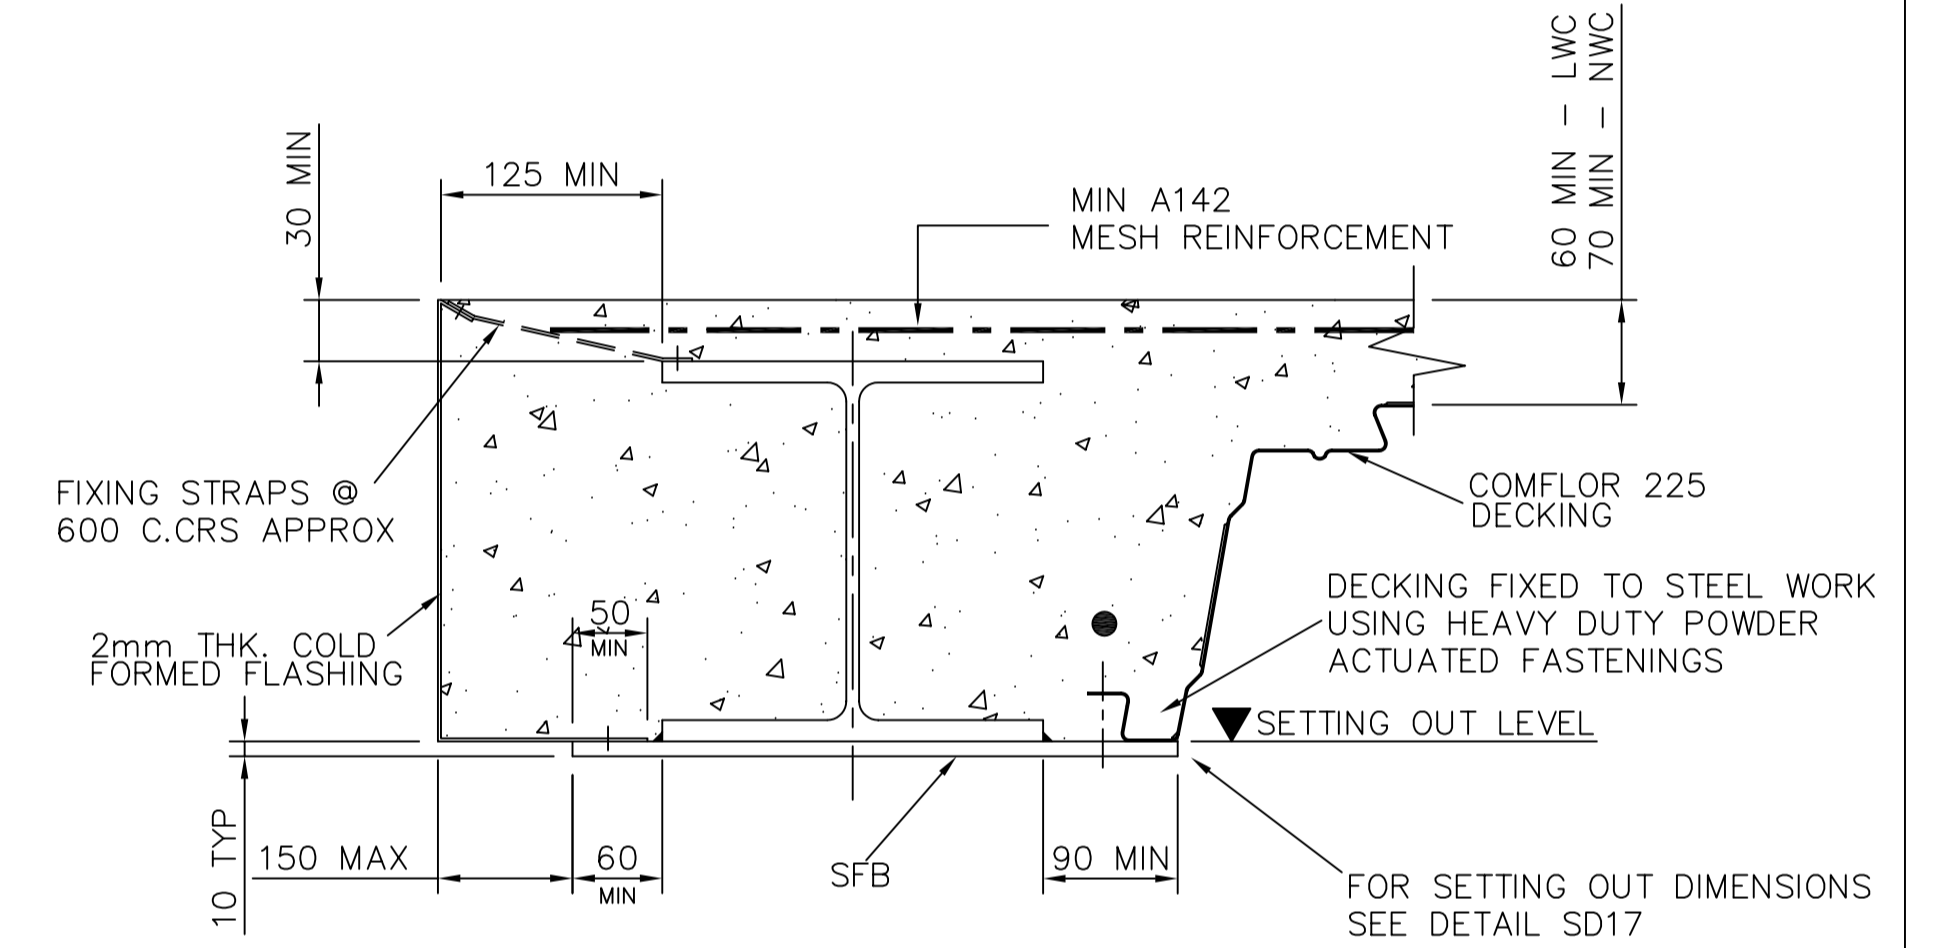 60 MIN – LWC
70 MIN – NWC
30 MIN
125 MIN
MIN A142
MESH REINFORCEMENT
FIXING STRAPS @
600 C.CRS APPROX
COMFLOR 225
DECKING
DECKING FIXED TO STEEL WORK
USING HEAVY DUTY POWDER
ACTUATED FASTENINGS
50
MIN
2mm THK. COLD
FORMED FLASHING
SETTING OUT LEVEL
10 TYP
150 MAX
60
MIN
SFB
90 MIN
FOR SETTING OUT DIMENSIONS
SEE DETAIL SD17